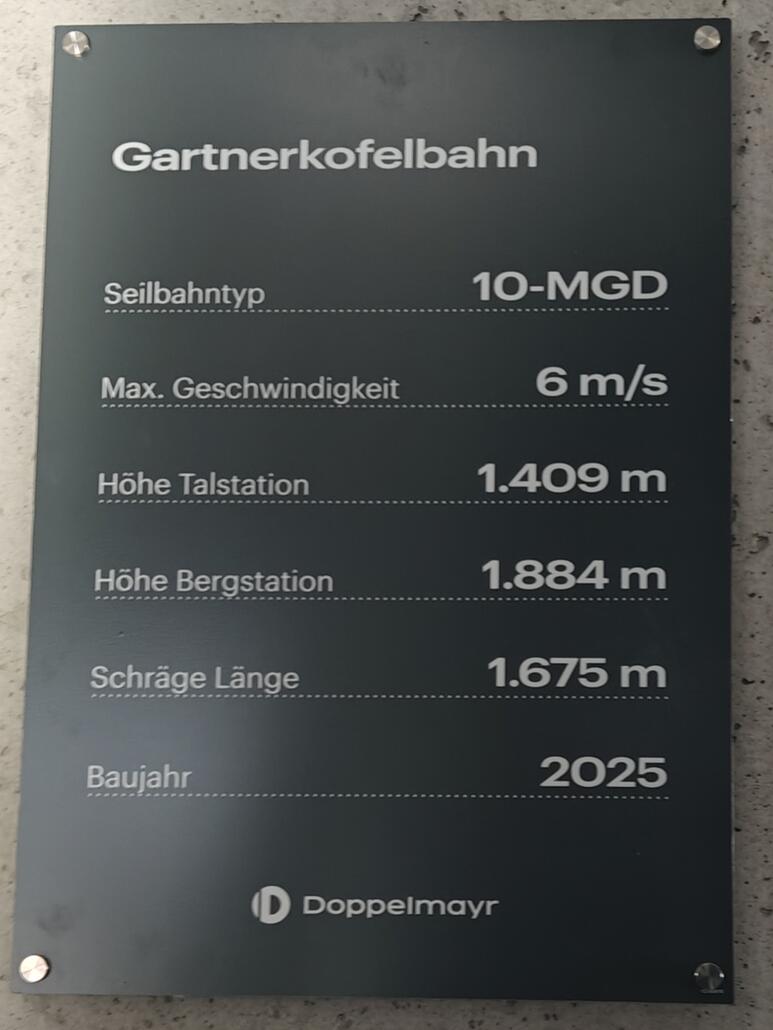 Gartnerkofelbahn
Seilbahntyp 10-MGD
Max. Geschwindigkeit 6 m/s
Höhe Talstation 1.409 m
Höhe Bergstation 1.884 m
Schräge Länge 1.675 m
Baujahr 2025
Doppelmayr